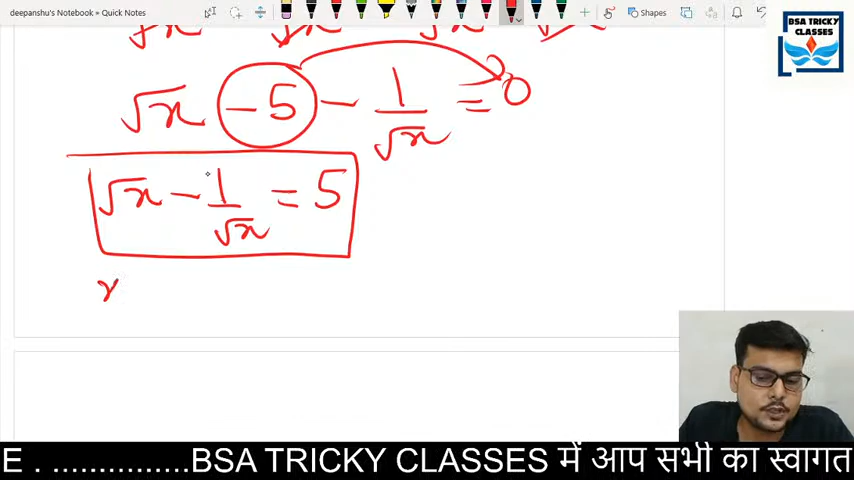 deepanshu's Notebook » Quick Notes
Shapes
BSA TRICKY
CLASSES
√x √x √x √x
√x - 5 - 1/√x = 0
√x - 1/√x = 5
x
E . ...............BSA TRICKY CLASSES में आप सभी का स्वागत